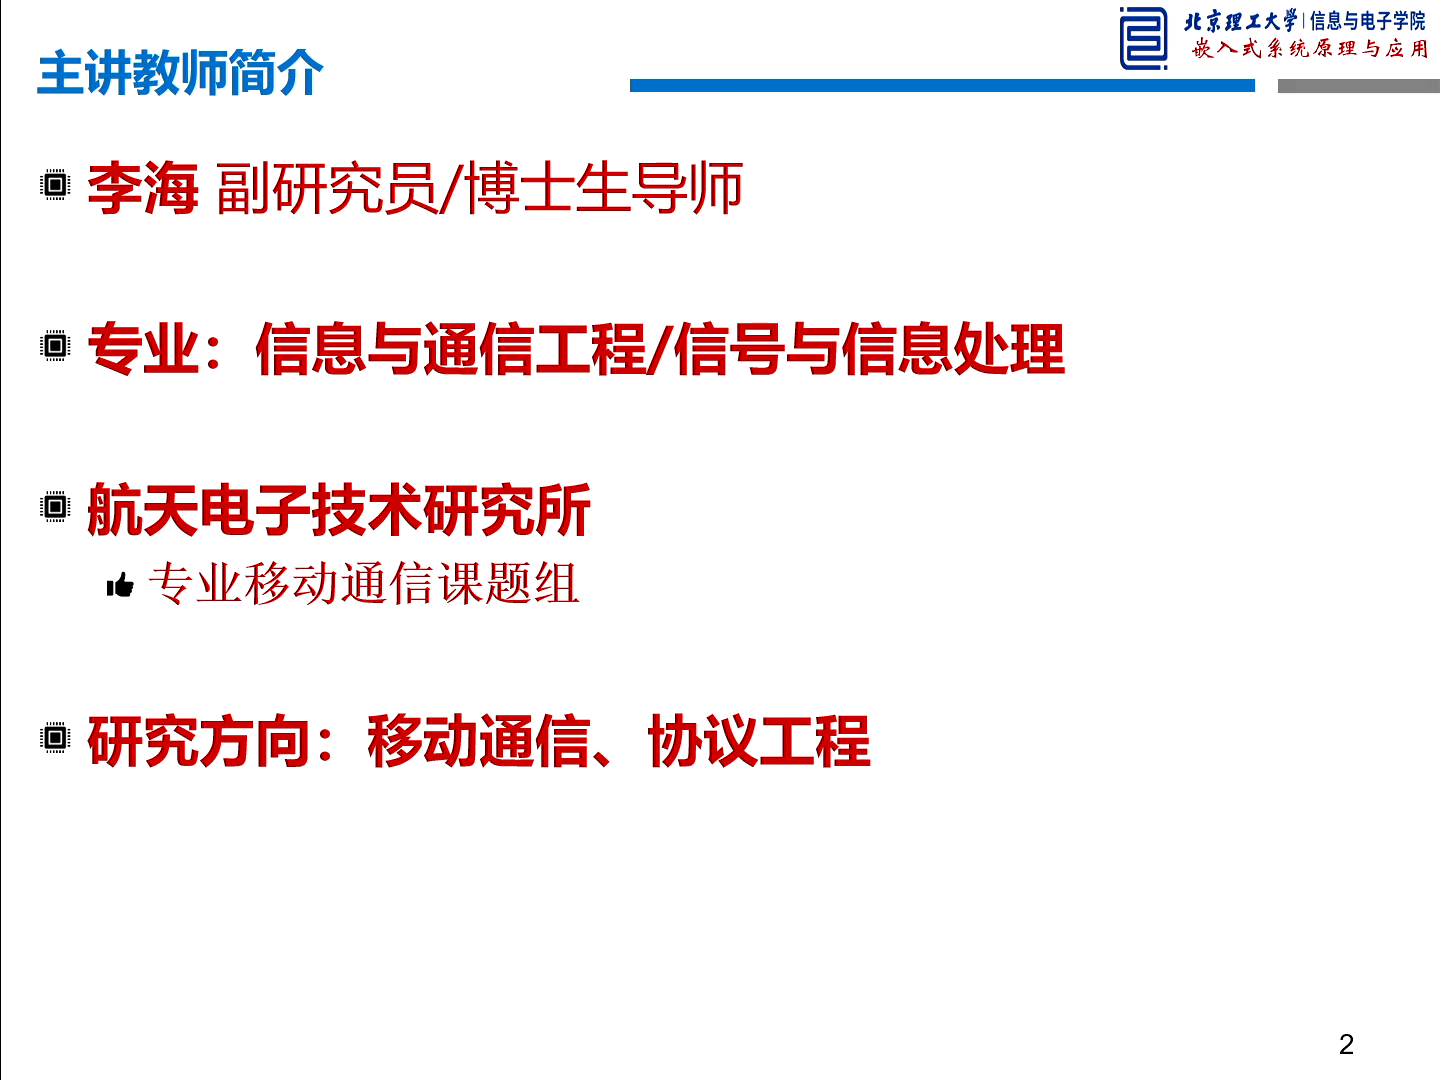 北京理工大学 | 信息与电子学院
嵌入式系统原理与应用
主讲教师简介
李海 副研究员/博士生导师
专业：信息与通信工程/信号与信息处理
航天电子技术研究所
专业移动通信课题组
研究方向：移动通信、协议工程
2